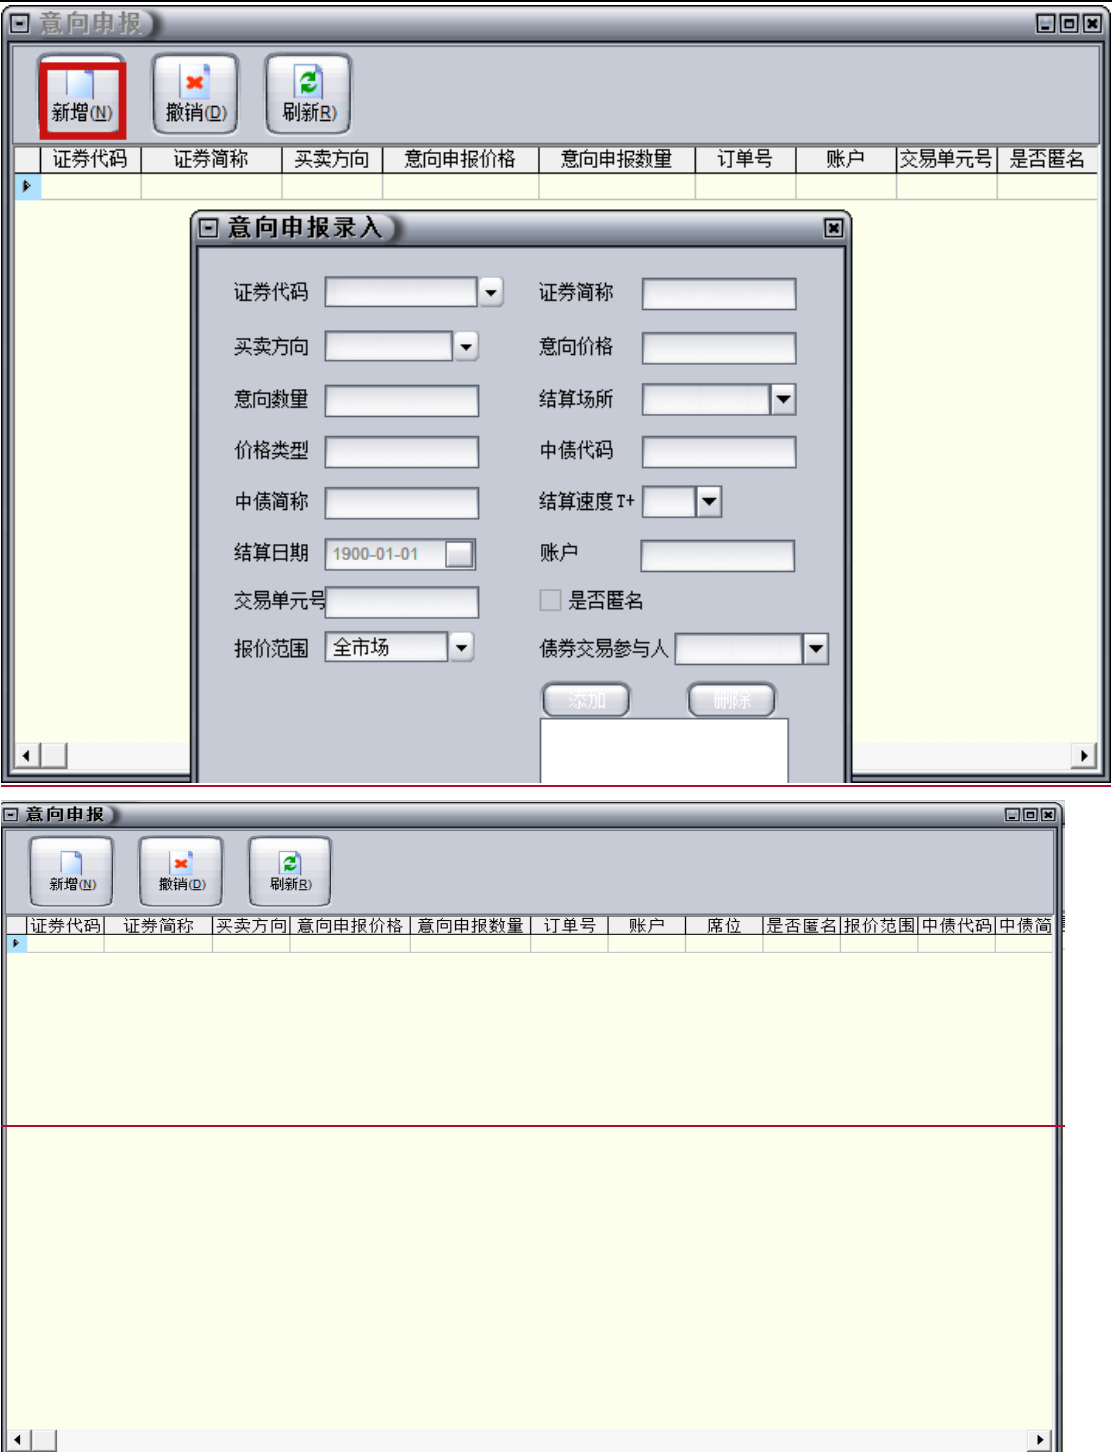 意向申报
新增(N) 撤销(D) 刷新R)
证券代码 证券简称 买卖方向 意向申报价格 意向申报数量 订单号 账户 交易单元号 是否匿名
意向申报录入
证券代码 证券简称
买卖方向 意向价格
意向数量 结算场所
价格类型 中债代码
中债简称 结算速度 T+
结算日期 1900-01-01 账户
交易单元号 是否匿名
报价范围 全市场 债券交易参与人
添加 删除
意向申报
新增(N) 撤销(D) 刷新R)
证券代码 证券简称 买卖方向 意向申报价格 意向申报数量 订单号 账户 席位 是否匿名 报价范围 中债代码 中债简